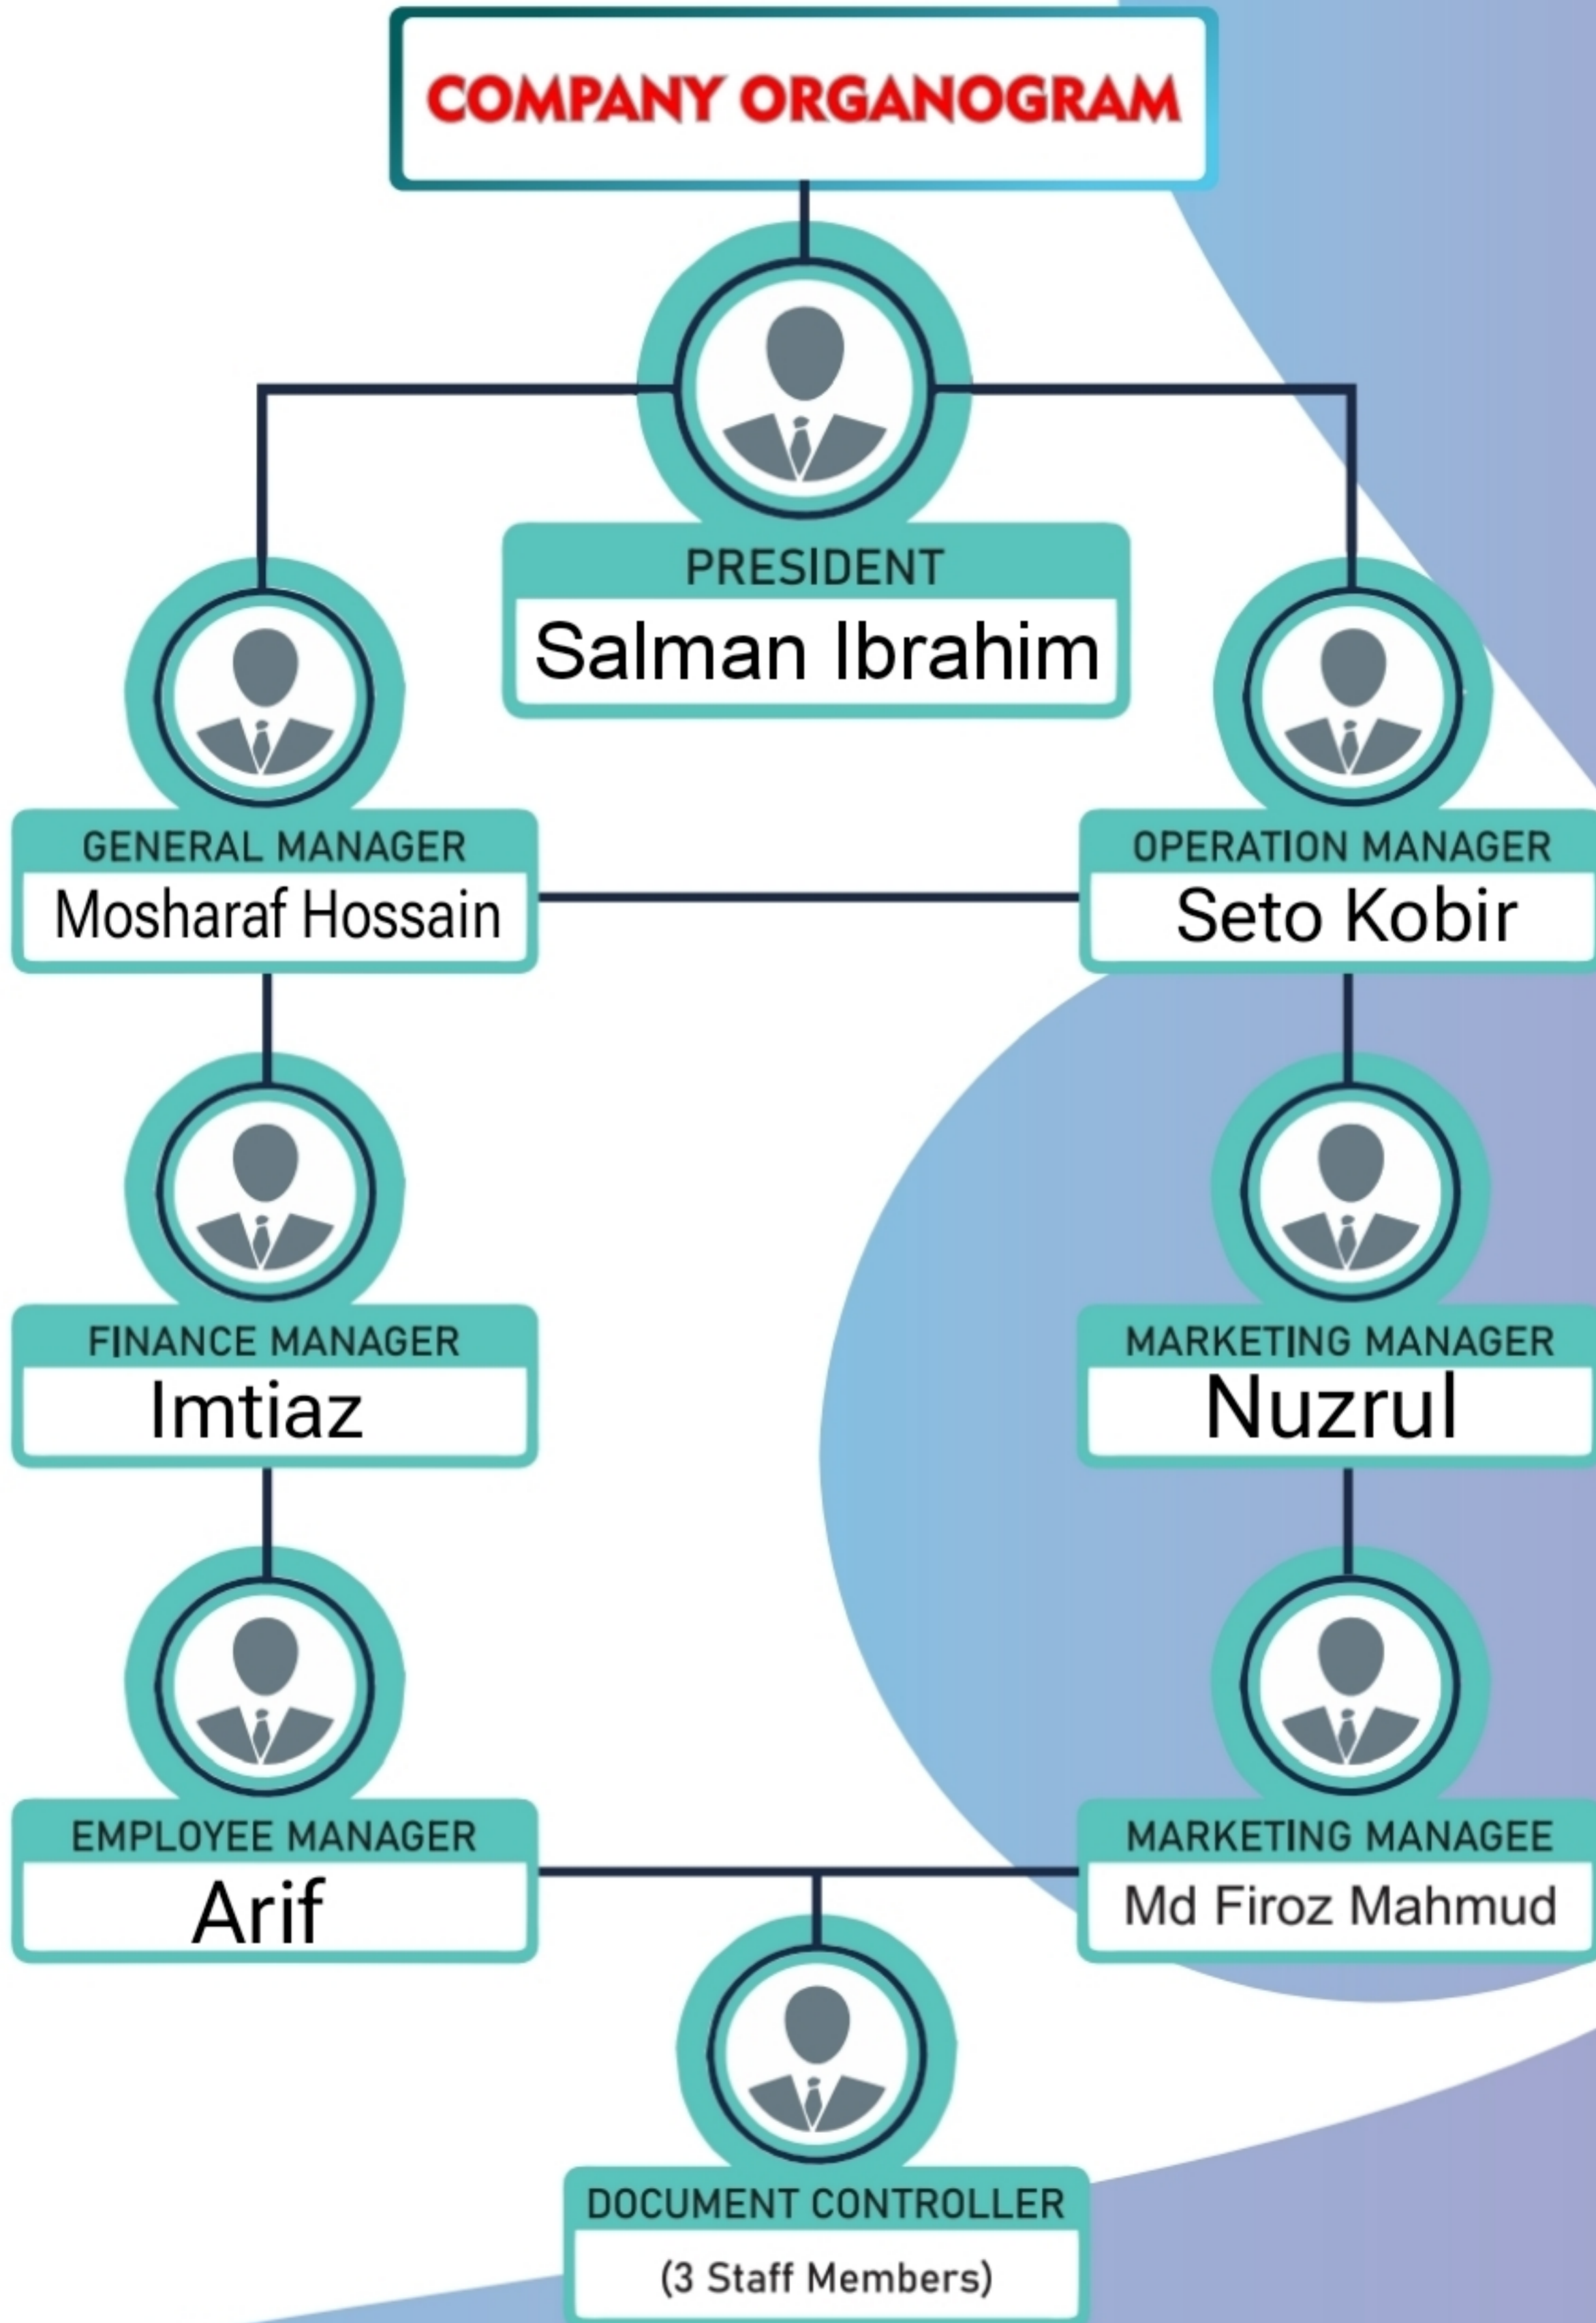 COMPANY ORGANOGRAM
PRESIDENT
Salman Ibrahim
GENERAL MANAGER
Mosharaf Hossain
OPERATION MANAGER
Seto Kobir
FINANCE MANAGER
Imtiaz
MARKETING MANAGER
Nuzrul
EMPLOYEE MANAGER
Arif
MARKETING MANAGEE
Md Firoz Mahmud
DOCUMENT CONTROLLER
(3 Staff Members)